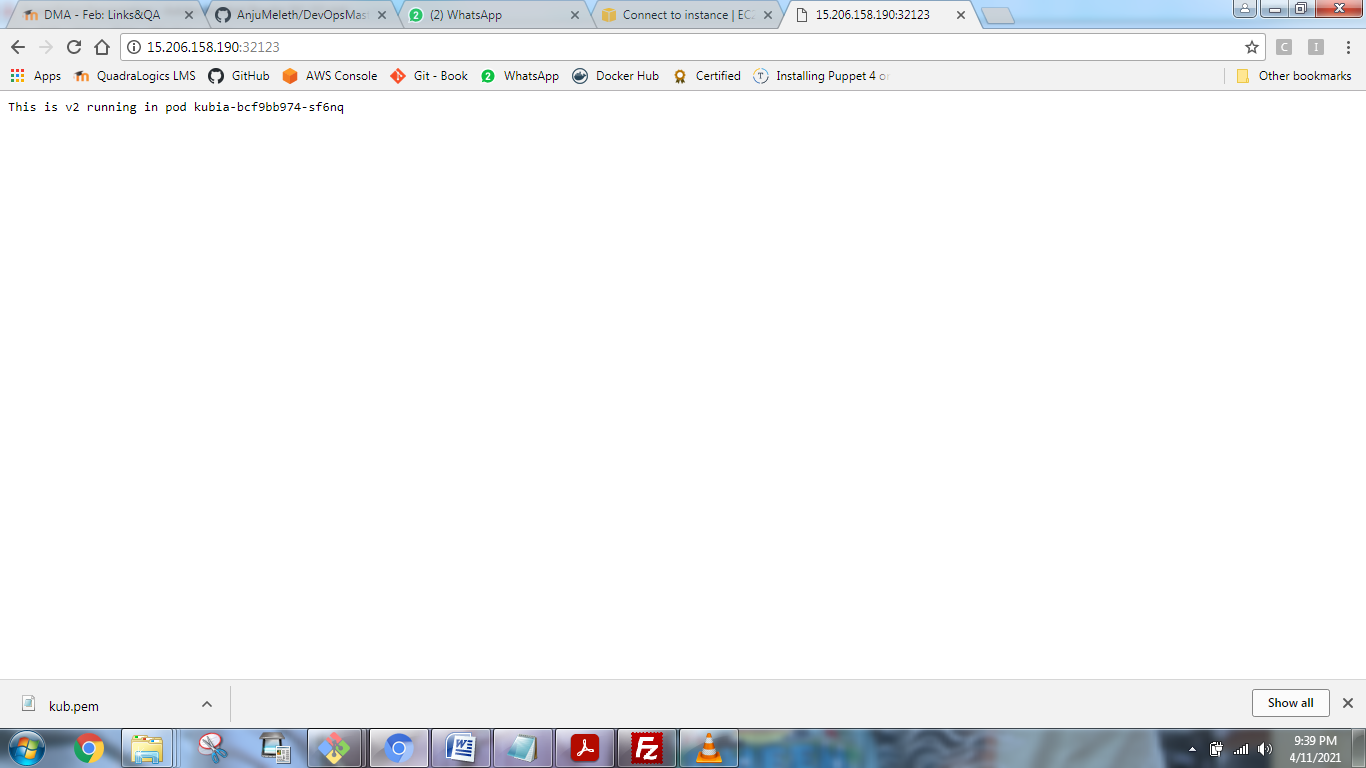 DMA - Feb: Links&QA
AnjuMeleth/DevOpsMas
(2) WhatsApp
Connect to instance | EC2
15.206.158.190:32123
15.206.158.190:32123
C
I
Apps
QuadraLogics LMS
GitHub
AWS Console
Git - Book
2
WhatsApp
Docker Hub
Certified
T
Installing Puppet 4 o
Other bookmarks
This is v2 running in pod kubia-bcf9bb974-sf6nq
kub.pem
Show all
W
Fz
9:39 PM
4/11/2021